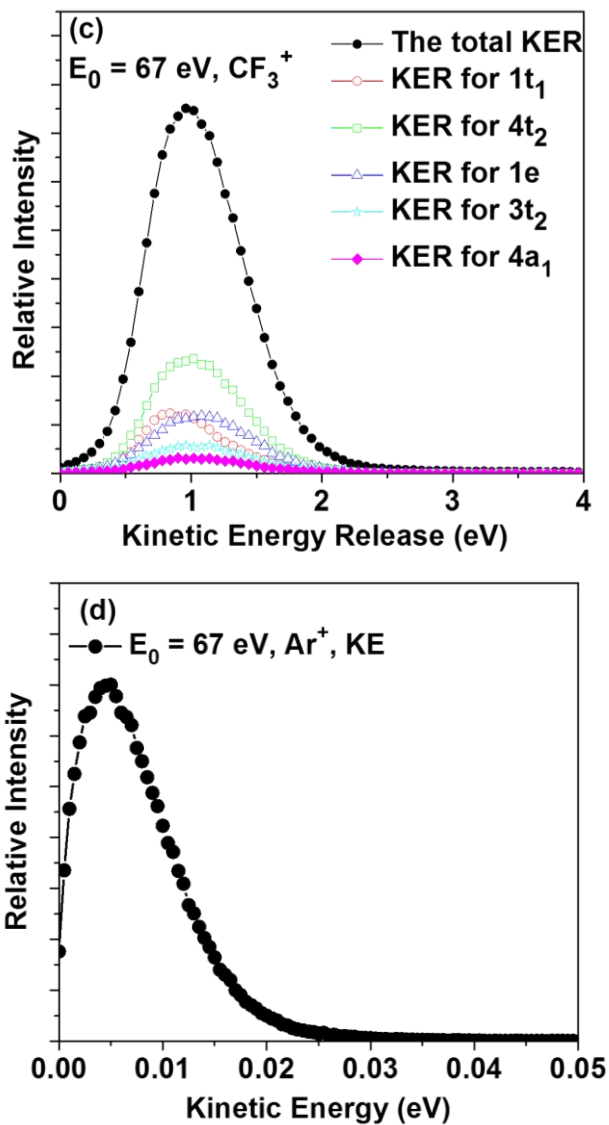 (c)
E0 = 67 eV, CF3+
The total KER
KER for 1t1
KER for 4t2
KER for 1e
KER for 3t2
KER for 4a1
Relative Intensity
0 1 2 3 4
Kinetic Energy Release (eV)
(d)
E0 = 67 eV, Ar+, KE
Relative Intensity
0.00 0.01 0.02 0.03 0.04 0.05
Kinetic Energy (eV)